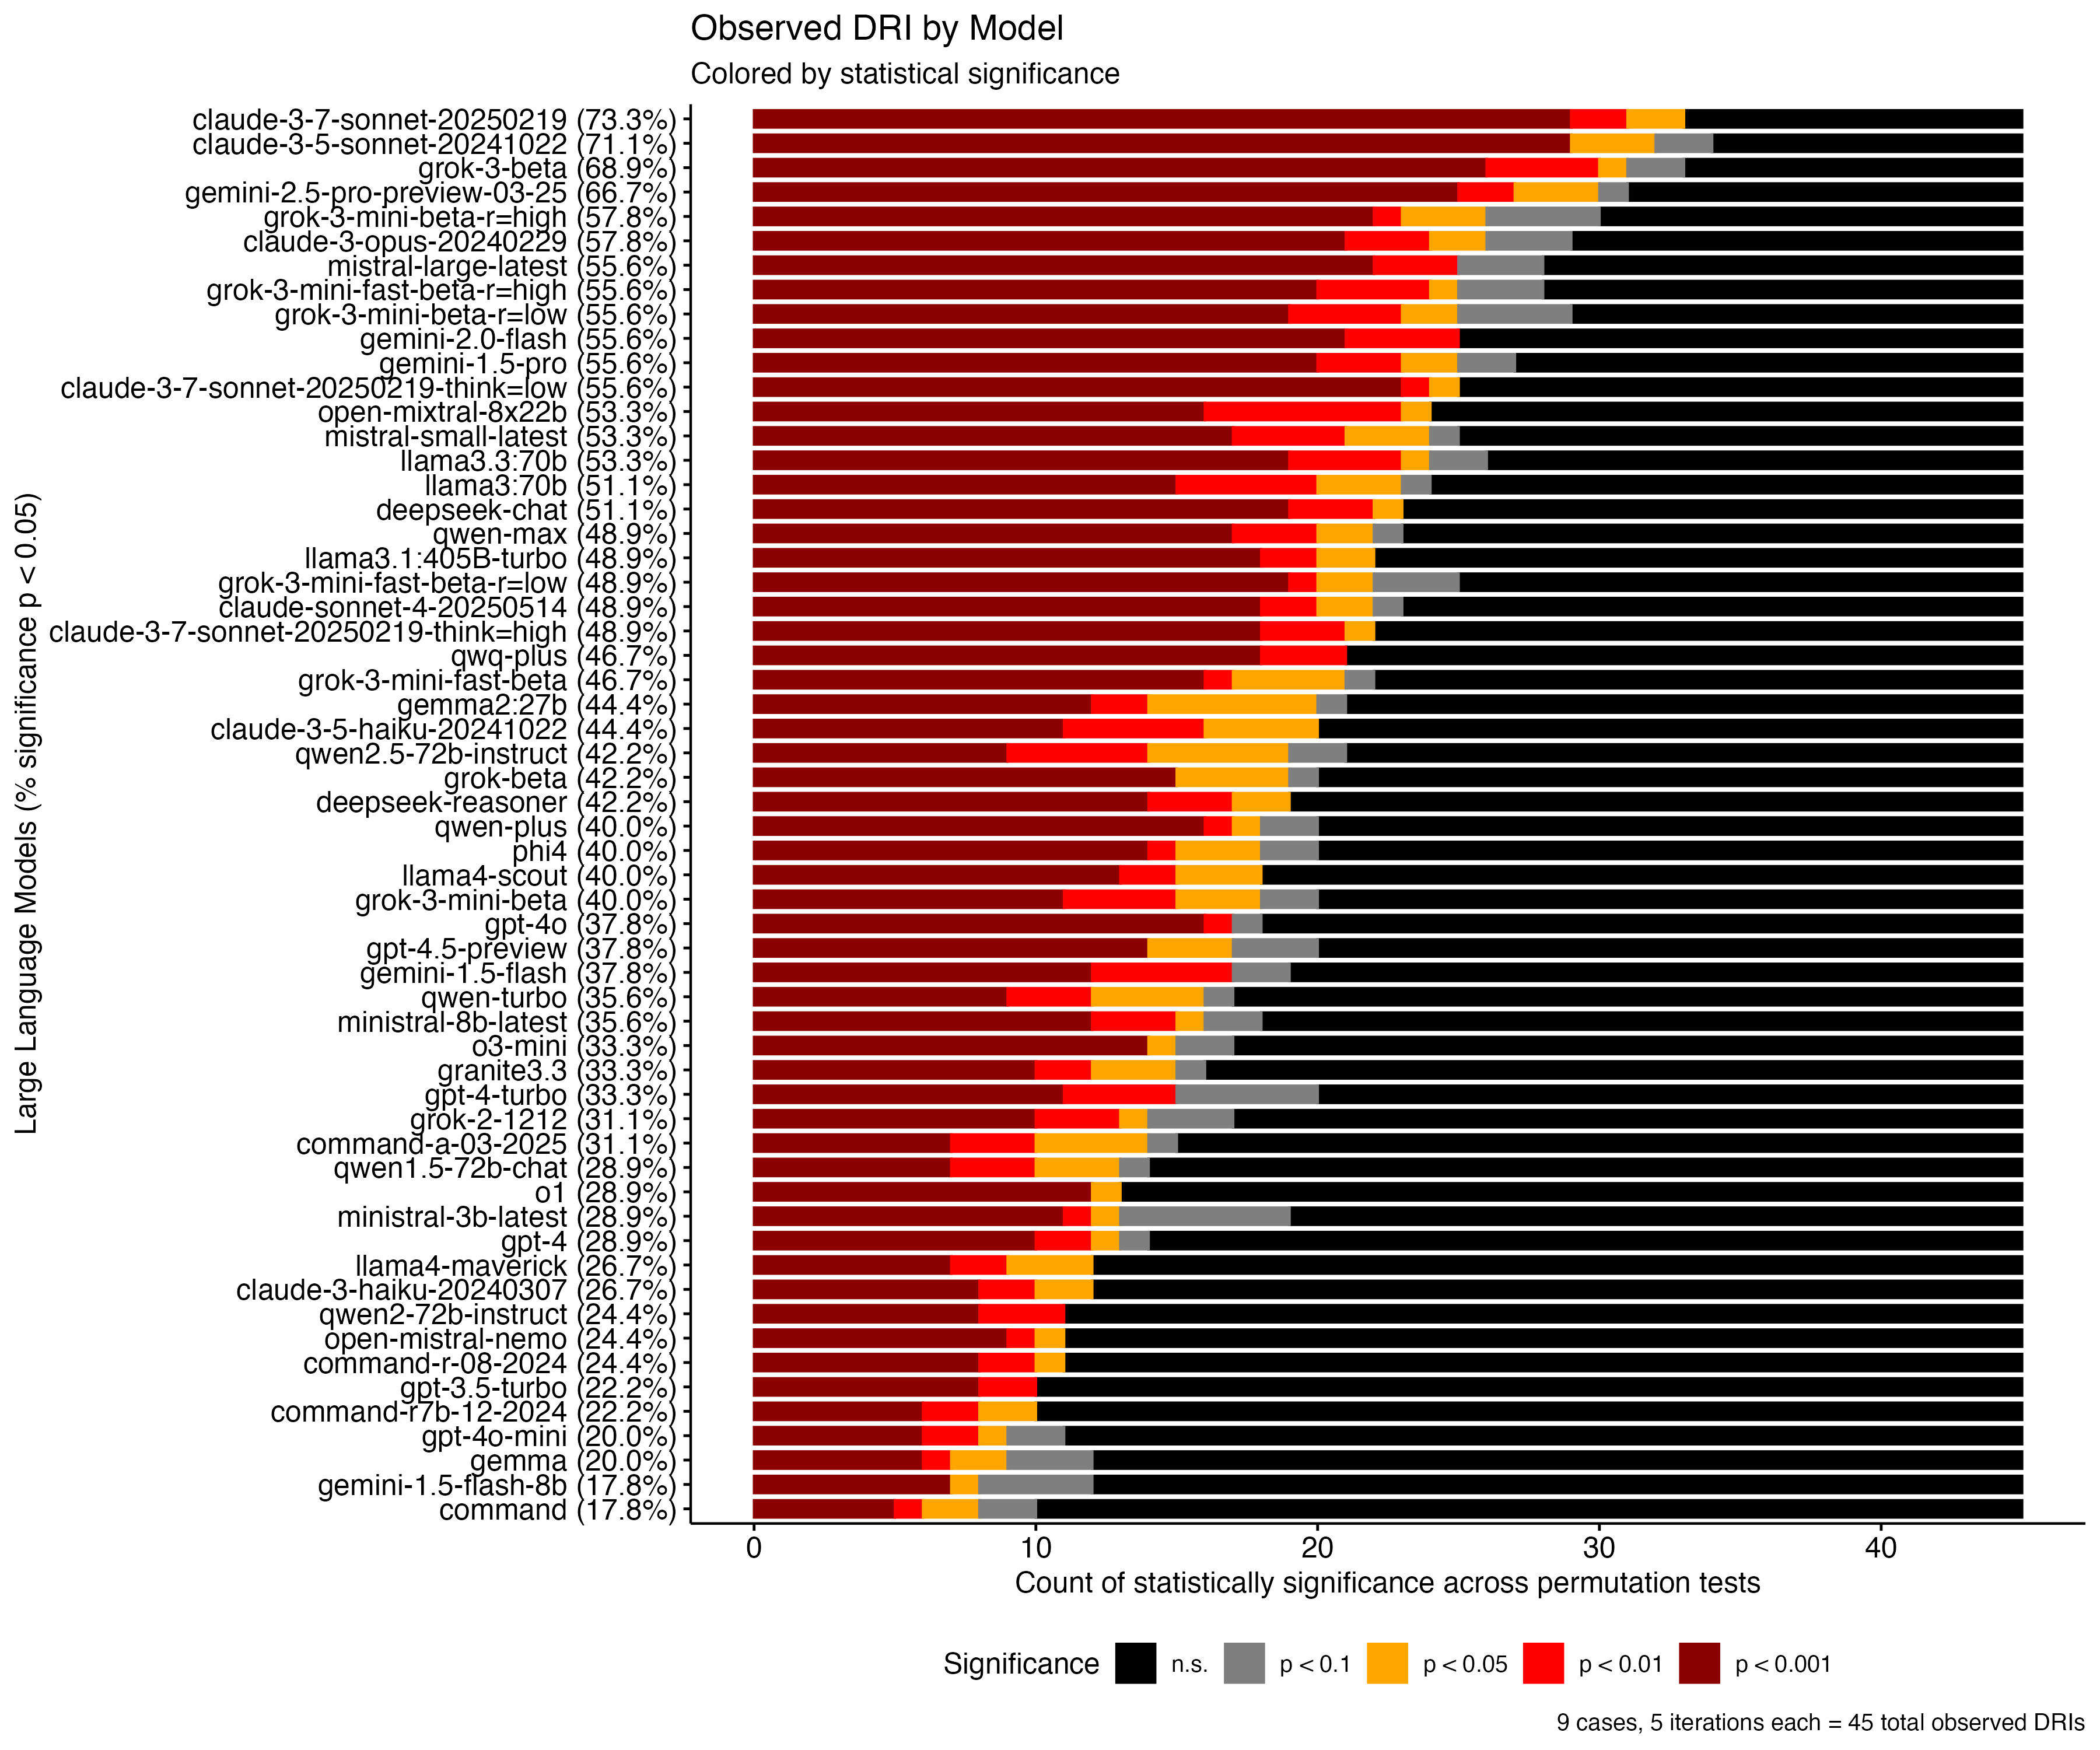 Observed DRI by Model
Colored by statistical significance
Large Language Models (% significance p < 0.05)
claude-3-7-sonnet-20250219 (73.3%)
claude-3-5-sonnet-20241022 (71.1%)
grok-3-beta (68.9%)
gemini-2.5-pro-preview-03-25 (66.7%)
grok-3-mini-beta-r=high (57.8%)
claude-3-opus-20240229 (57.8%)
mistral-large-latest (55.6%)
grok-3-mini-fast-beta-r=high (55.6%)
grok-3-mini-beta-r=low (55.6%)
gemini-2.0-flash (55.6%)
gemini-1.5-pro (55.6%)
claude-3-7-sonnet-20250219-think=low (55.6%)
open-mixtral-8x22b (53.3%)
mistral-small-latest (53.3%)
llama3.3:70b (53.3%)
llama3:70b (51.1%)
deepseek-chat (51.1%)
qwen-max (48.9%)
llama3.1:405B-turbo (48.9%)
grok-3-mini-fast-beta-r=low (48.9%)
claude-sonnet-4-20250514 (48.9%)
claude-3-7-sonnet-20250219-think=high (48.9%)
qwq-plus (46.7%)
grok-3-mini-fast-beta (46.7%)
gemma2:27b (44.4%)
claude-3-5-haiku-20241022 (44.4%)
qwen2.5-72b-instruct (42.2%)
grok-beta (42.2%)
deepseek-reasoner (42.2%)
qwen-plus (40.0%)
phi4 (40.0%)
llama4-scout (40.0%)
grok-3-mini-beta (40.0%)
gpt-4o (37.8%)
gpt-4.5-preview (37.8%)
gemini-1.5-flash (37.8%)
qwen-turbo (35.6%)
ministral-8b-latest (35.6%)
o3-mini (33.3%)
granite3.3 (33.3%)
gpt-4-turbo (33.3%)
grok-2-1212 (31.1%)
command-a-03-2025 (31.1%)
qwen1.5-72b-chat (28.9%)
o1 (28.9%)
ministral-3b-latest (28.9%)
gpt-4 (28.9%)
llama4-maverick (26.7%)
claude-3-haiku-20240307 (26.7%)
qwen2-72b-instruct (24.4%)
open-mistral-nemo (24.4%)
command-r-08-2024 (24.4%)
gpt-3.5-turbo (22.2%)
command-r7b-12-2024 (22.2%)
gpt-4o-mini (20.0%)
gemma (20.0%)
gemini-1.5-flash-8b (17.8%)
command (17.8%)
0 10 20 30 40
Count of statistically significance across permutation tests
Significance n.s. p < 0.1 p < 0.05 p < 0.01 p < 0.001
9 cases, 5 iterations each = 45 total observed DRIs